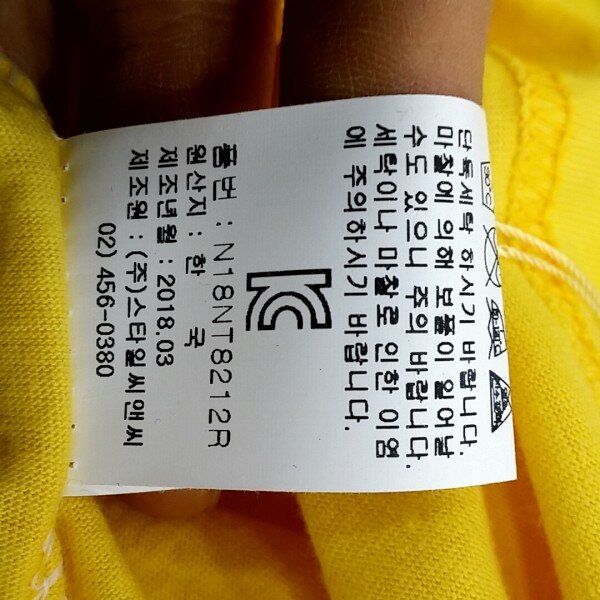 30℃
단독세탁 하시기 바랍니다.
마찰에 의해 보풀이 일어날
수도 있으니 주의 바랍니다.
세탁이나 마찰로 인한 이염
에 주의하시기 바랍니다.
KC
품 번 : N18NT8212R
원산지 : 한 국
제조년월 : 2018.03
제조원 : (주)스타일씨앤씨
02) 456-0380